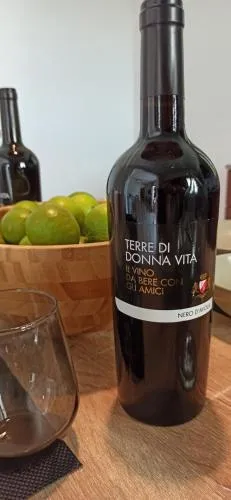 TERRE DI
DONNA VITA
IL VINO
DA BERE CON
GLI AMICI
NERO D'AVOLA